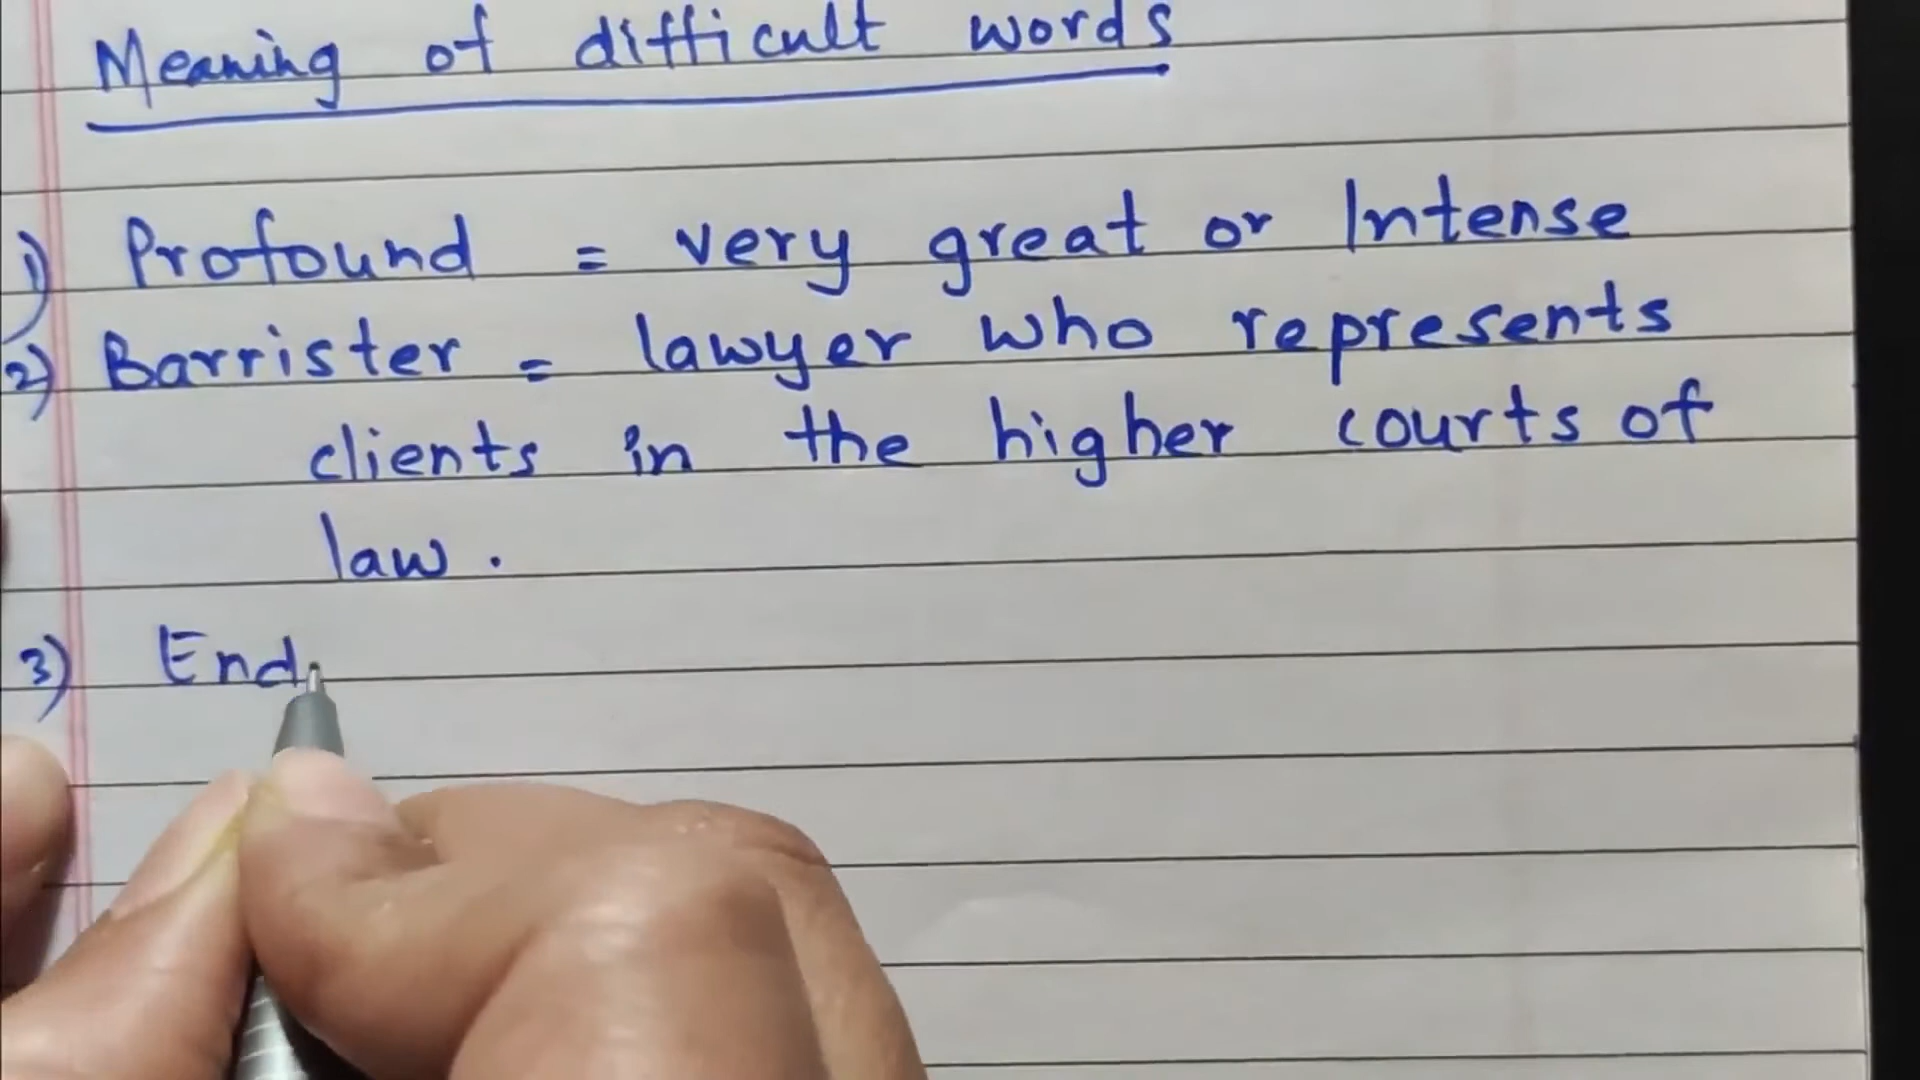 Meaning of difficult words
1) Profound = very great or Intense
2) Barrister = lawyer who represents
clients in the higher courts of
law.
3) End